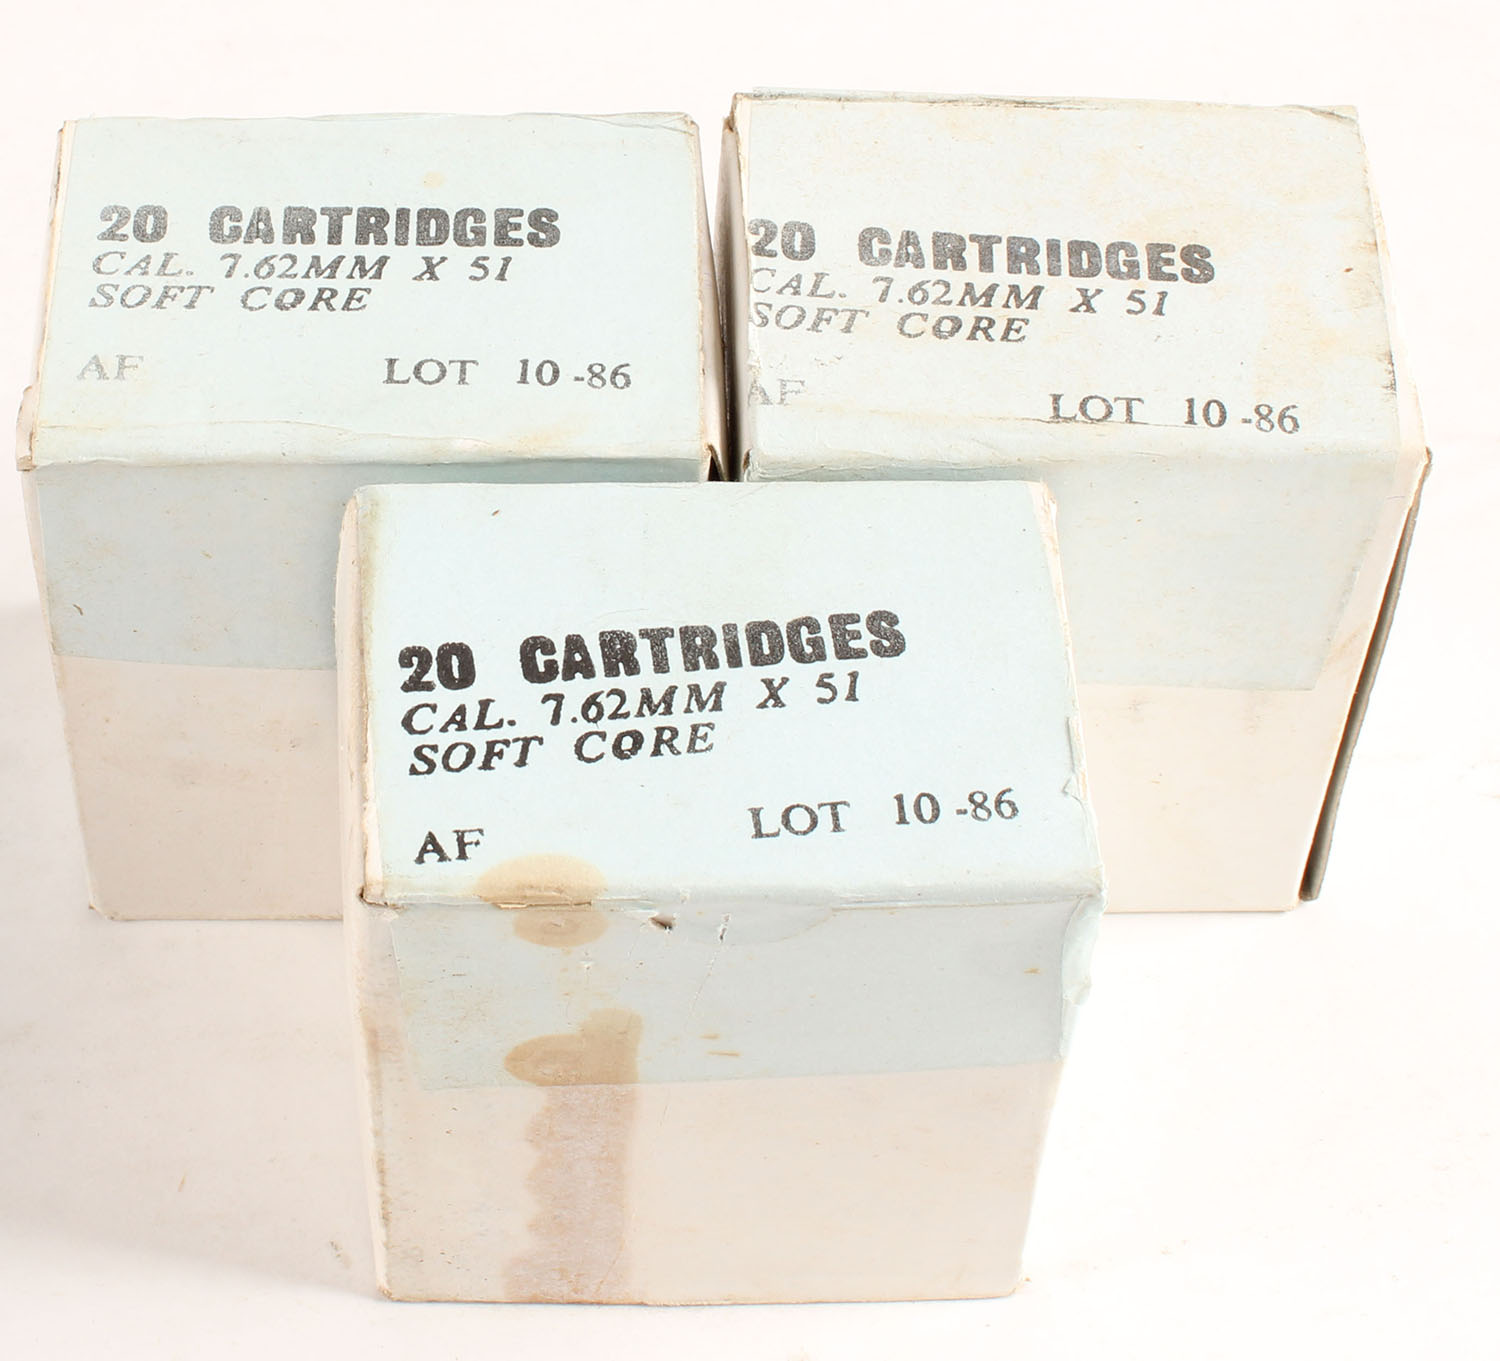 20 CARTRIDGES
CAL. 7.62MM X 51
SOFT CORE
AF LOT 10 -86
20 CARTRIDGES
CAL. 7.62MM X 51
SOFT CORE
AF LOT 10 -86
20 CARTRIDGES
CAL. 7.62MM X 51
SOFT CORE
AF LOT 10 -86